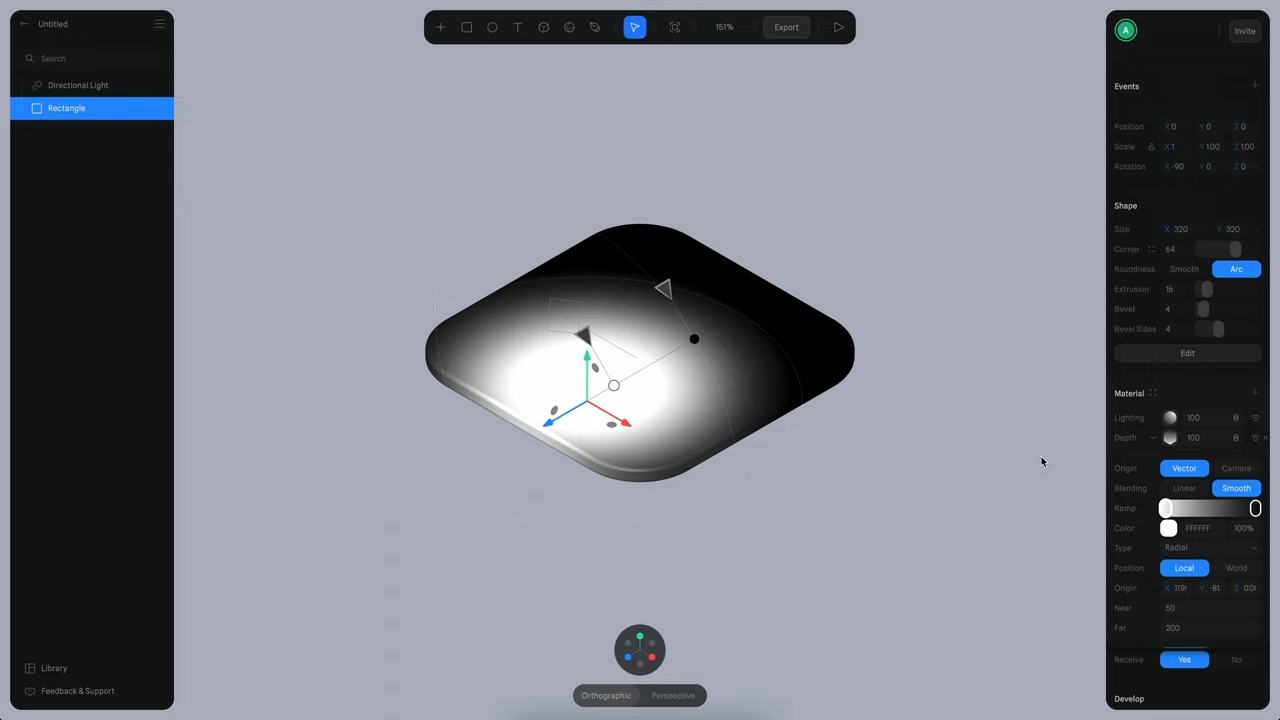 Untitled
Search
Directional Light
Rectangle
Library
Feedback & Support
T 151% Export
Orthographic Perspective
A Invite
Events
Position X 0 Y 0 Z 0
Scale X 1 Y 1.00 Z 1.00
Rotation X -90 Y 0 Z 0
Shape
Size X 320 Y 320
Corner 64
Roundness Smooth Arc
Extrusion 16
Bevel 4
Bevel Sides 4
Edit
Material
Lighting 100
Depth 100
Origin Vector Camera
Blending Linear Smooth
Ramp
Color FFFFFF 100%
Type Radial
Position Local World
Origin X Y -81. Z 0.0
Near 50
Far 200
Receive Yes No
Develop